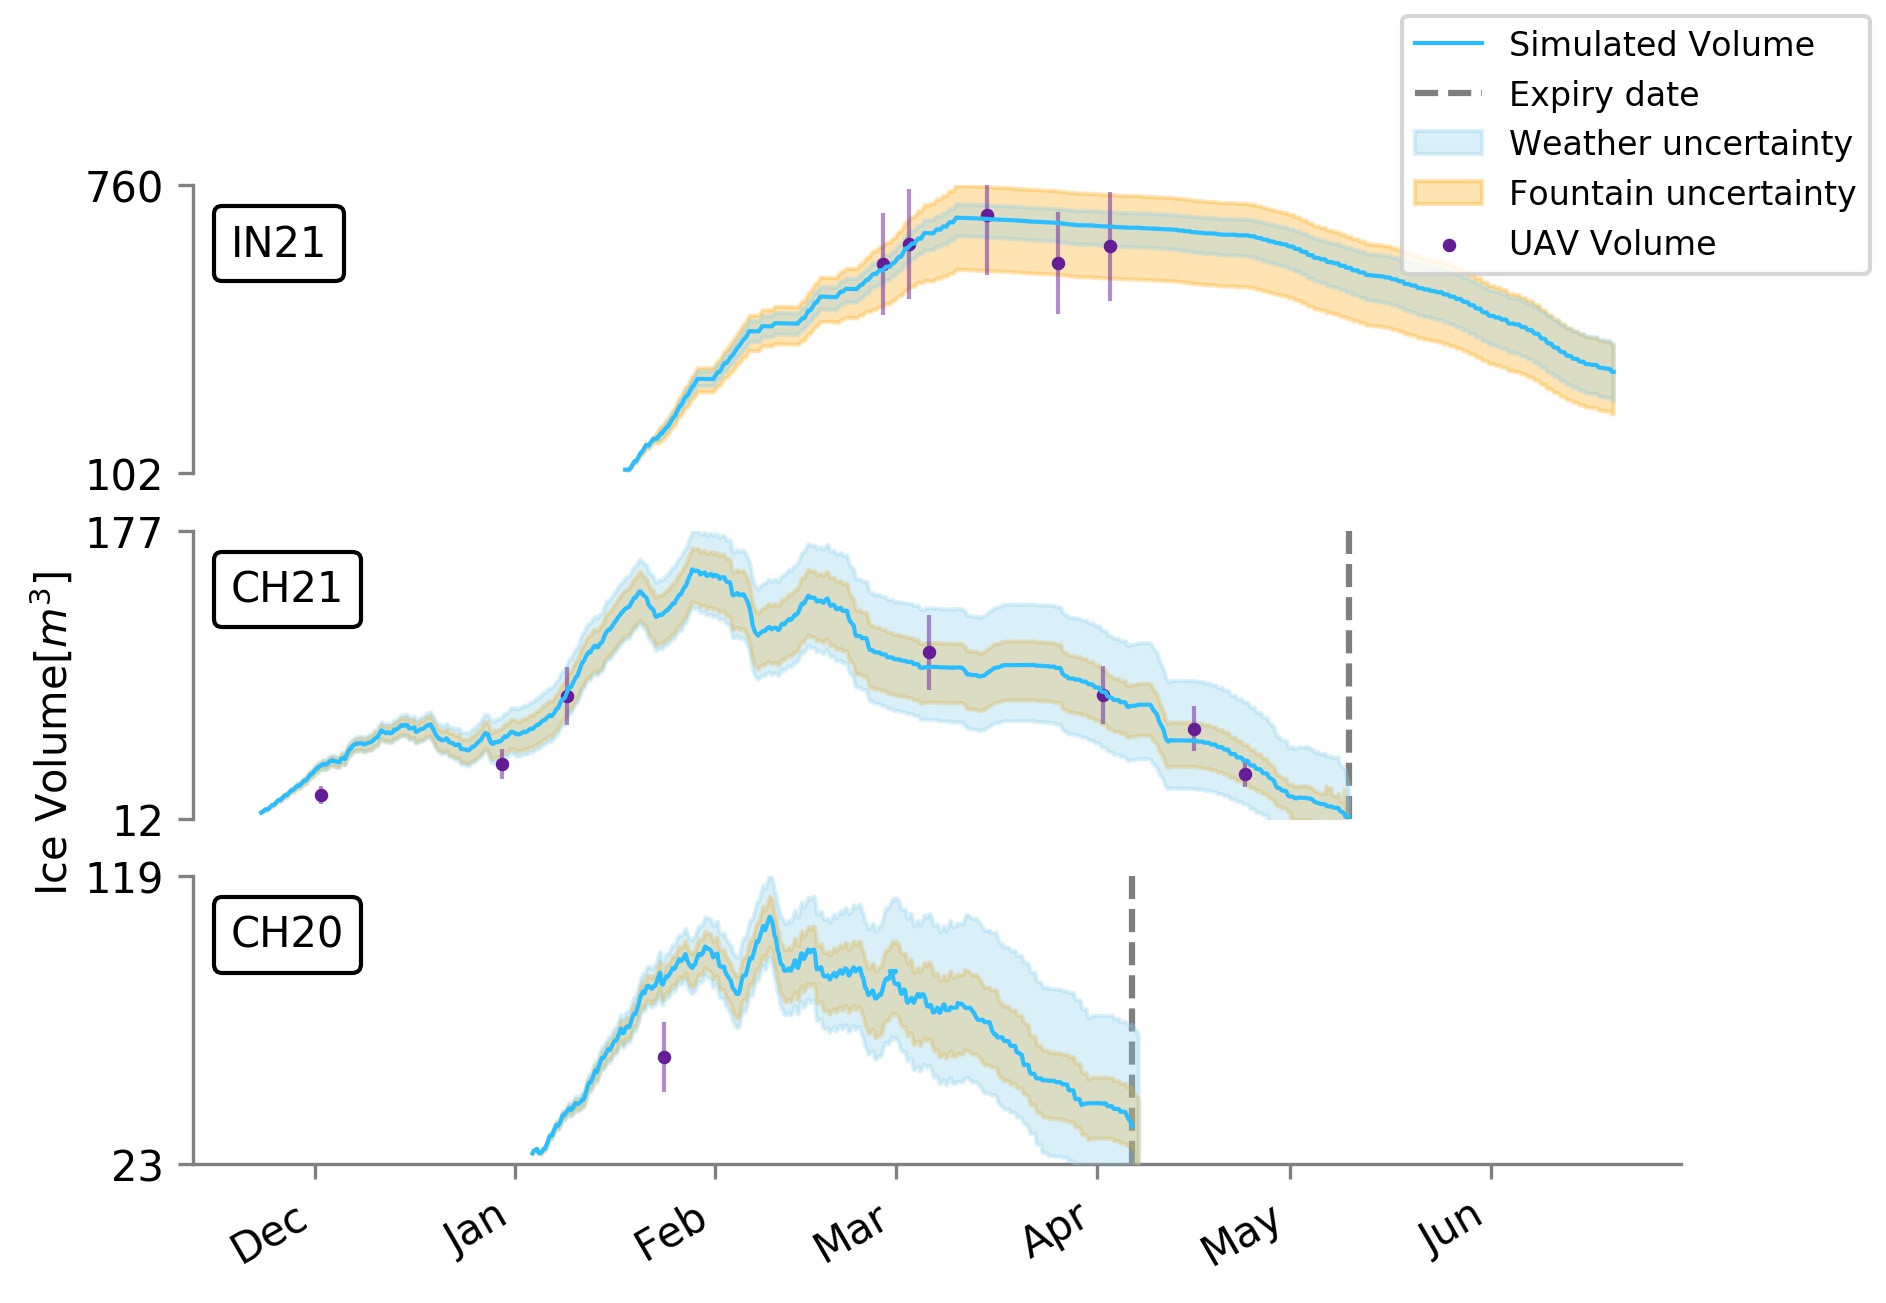 Simulated Volume
Expiry date
Weather uncertainty
Fountain uncertainty
UAV Volume
760
IN21
102
177
CH21
12
Ice Volume[m³]
119
CH20
23
Dec Jan Feb Mar Apr May Jun